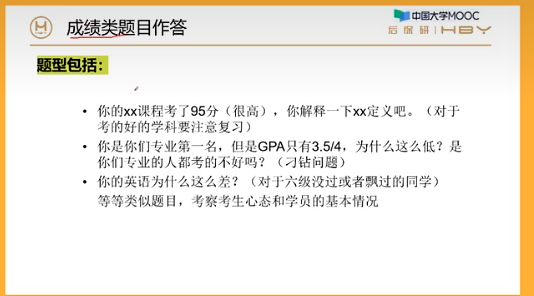 成绩类题目作答
中国大学MOOC
后保研 HBY
题型包括：
• 你的xx课程考了95分（很高），你解释一下xx定义吧。（对于
考的好的学科要注意复习）
• 你是你们专业第一名，但是GPA只有3.5/4，为什么这么低？是
你们专业的人都考的不好吗？（刁钻问题）
• 你的英语为什么这么差？（对于六级没过或者飘过的同学）
等等类似题目，考察考生心态和学员的基本情况